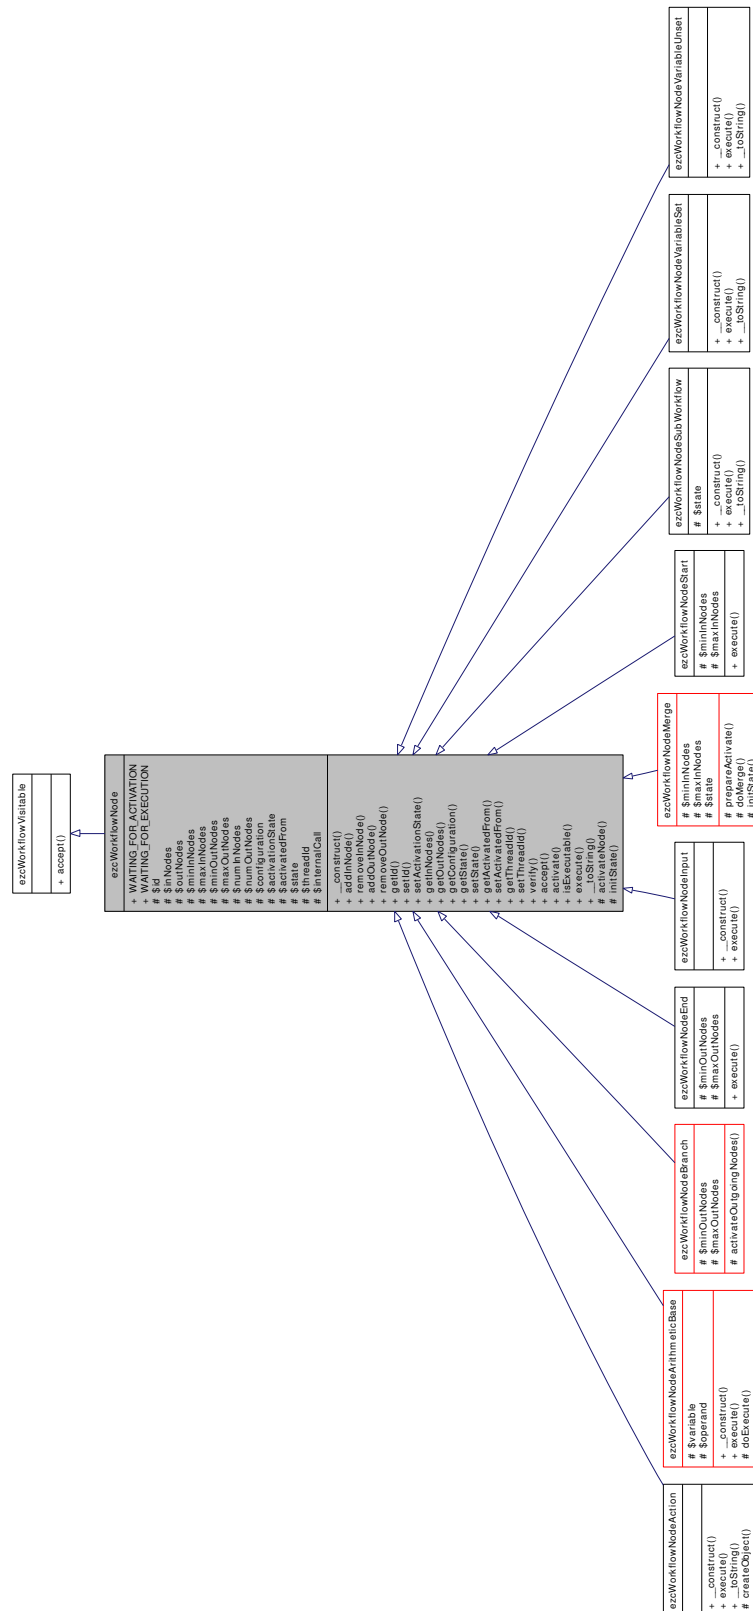 ezcWorkflowVisitable
+ accept()
ezcWorkflowNode
+ WAITING_FOR_ACTIVATION
+ WAITING_FOR_EXECUTION
# $id
# $inNodes
# $outNodes
# $minInNodes
# $maxInNodes
# $minOutNodes
# $maxOutNodes
# $numInNodes
# $numOutNodes
# $configuration
# $activationState
# $activatedFrom
# $state
# $threadId
# $internalCall
+ __construct()
+ addInNode()
+ removeInNode()
+ addOutNode()
+ removeOutNode()
+ getId()
+ setId()
+ setActivationState()
+ getInNodes()
+ getOutNodes()
+ getConfiguration()
+ getState()
+ setState()
+ getActivatedFrom()
+ setActivatedFrom()
+ getThreadId()
+ setThreadId()
+ verify()
+ accept()
+ activate()
+ isExecutable()
+ execute()
+ __toString()
# activateNode()
# initState()
ezcWorkflowNodeAction
+ __construct()
+ execute()
+ __toString()
# createObject()
ezcWorkflowNodeArithmeticBase
# $variable
# $operand
+ __construct()
+ execute()
# doExecute()
ezcWorkflowNodeBranch
# $minOutNodes
# $maxOutNodes
# activateOutgoingNodes()
ezcWorkflowNodeEnd
# $minOutNodes
# $maxOutNodes
+ execute()
ezcWorkflowNodeInput
+ __construct()
+ execute()
ezcWorkflowNodeMerge
# $minInNodes
# $maxInNodes
# $state
# prepareActivate()
# doMerge()
# initState()
ezcWorkflowNodeStart
# $minInNodes
# $maxInNodes
+ execute()
ezcWorkflowNodeSubWorkflow
# $state
+ __construct()
+ execute()
+ __toString()
ezcWorkflowNodeVariableSet
+ __construct()
+ execute()
+ __toString()
ezcWorkflowNodeVariableUnset
+ __construct()
+ execute()
+ __toString()